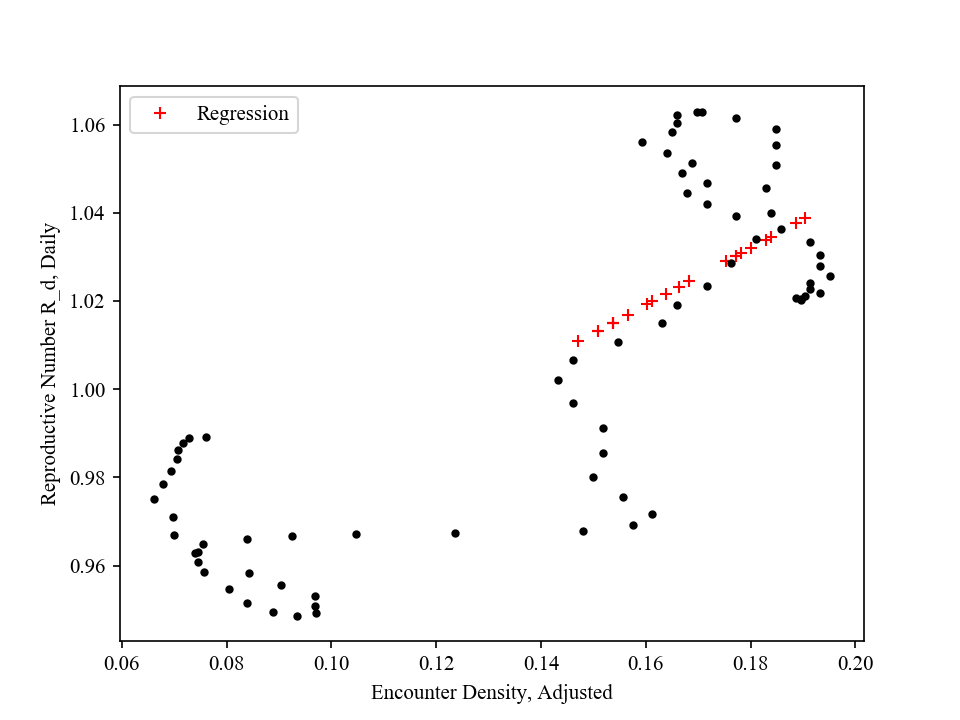 Regression
1.06
1.04
1.02
1.00
0.98
0.96
Reproductive Number R_d, Daily
0.06 0.08 0.10 0.12 0.14 0.16 0.18 0.20
Encounter Density, Adjusted